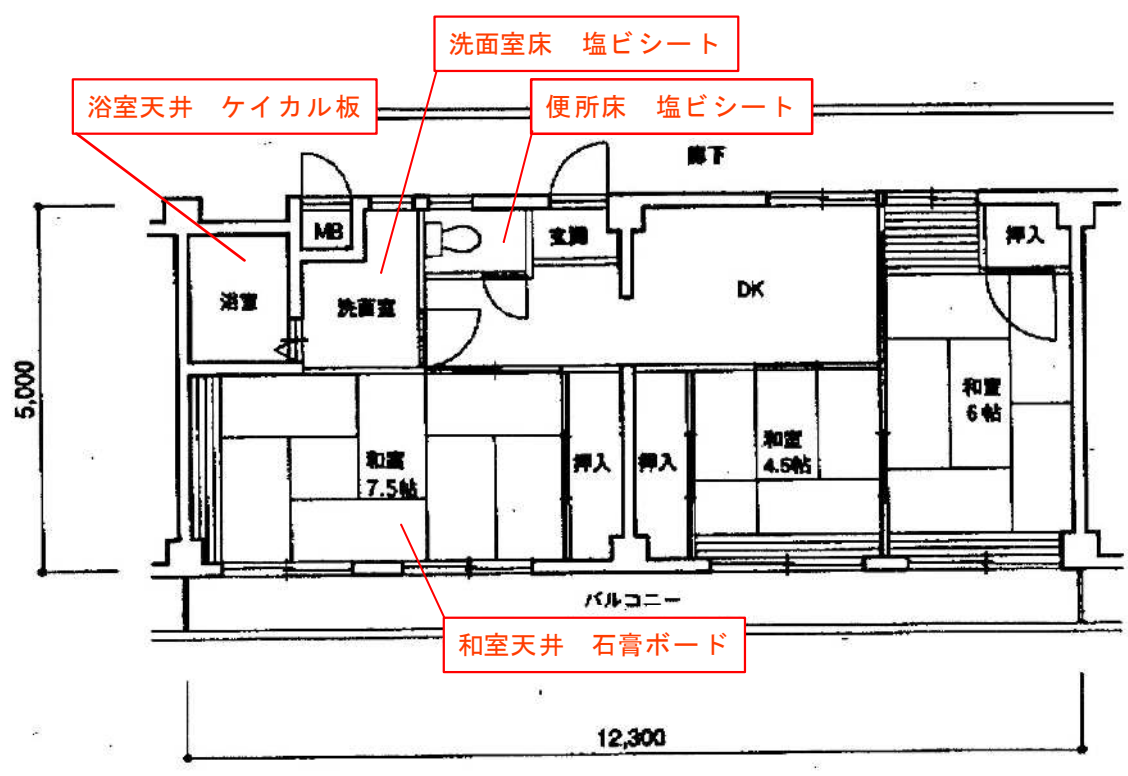 洗面室床　塩ビシート
浴室天井　ケイカル板
便所床　塩ビシート
廊下
MB
玄関
押入
浴室
洗面室
DK
5,000
和室
6帖
和室
7.5帖
押入
押入
和室
4.5帖
バルコニー
和室天井　石膏ボード
12,300